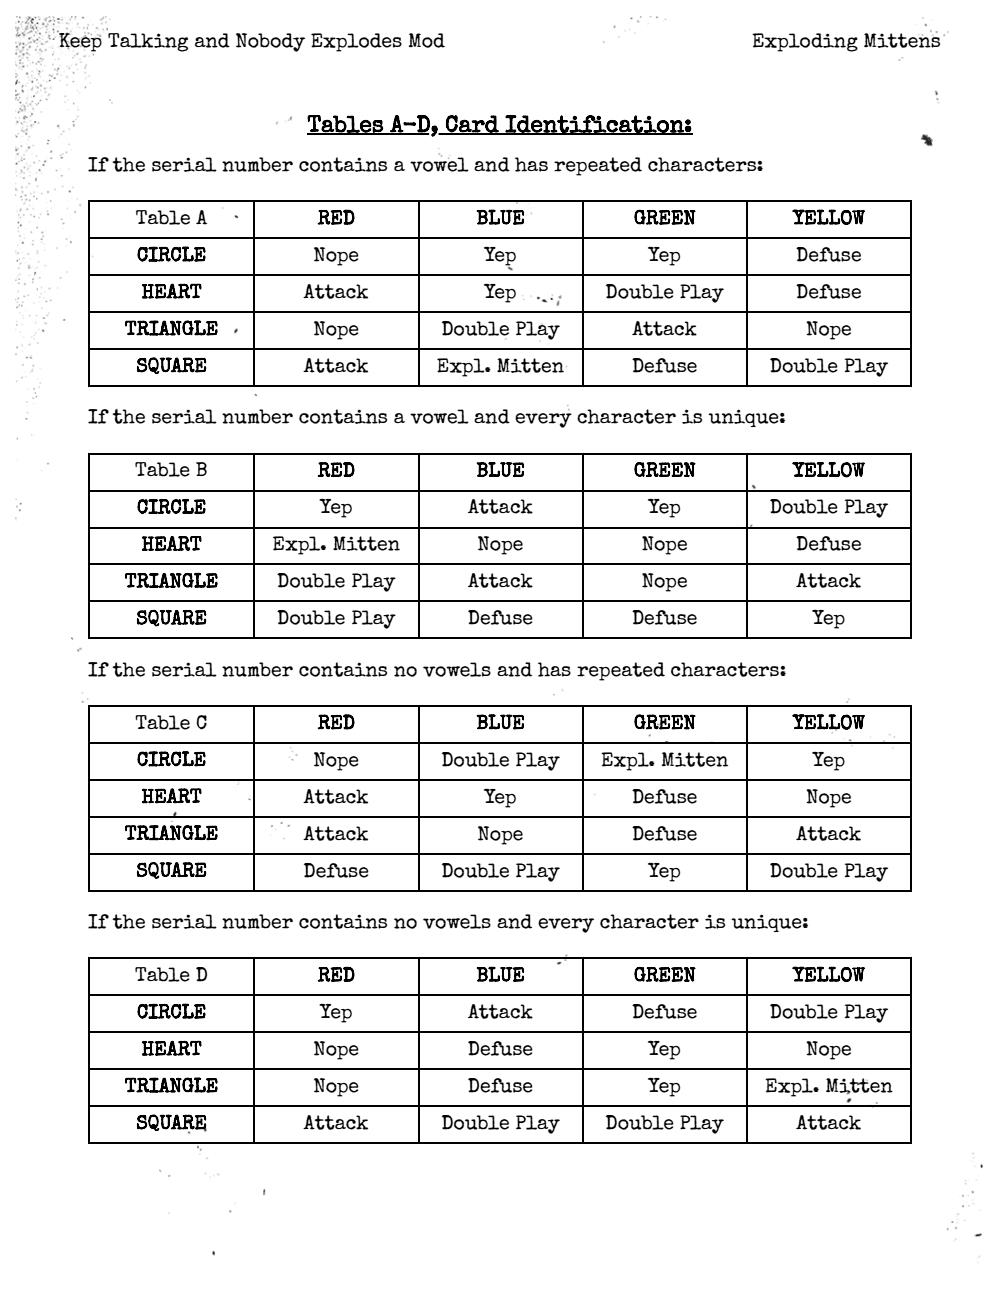 Keep Talking and Nobody Explodes Mod Exploding Mittens
Tables A-D, Card Identification:
If the serial number contains a vowel and has repeated characters:
Table A RED BLUE GREEN YELLOW
CIRCLE Nope Yep Yep Defuse
HEART Attack Yep Double Play Defuse
TRIANGLE Nope Double Play Attack Nope
SQUARE Attack Expl. Mitten Defuse Double Play
If the serial number contains a vowel and every character is unique:
Table B RED BLUE GREEN YELLOW
CIRCLE Yep Attack Yep Double Play
HEART Expl. Mitten Nope Nope Defuse
TRIANGLE Double Play Attack Nope Attack
SQUARE Double Play Defuse Defuse Yep
If the serial number contains no vowels and has repeated characters:
Table C RED BLUE GREEN YELLOW
CIRCLE Nope Double Play Expl. Mitten Yep
HEART Attack Yep Defuse Nope
TRIANGLE Attack Nope Defuse Attack
SQUARE Defuse Double Play Yep Double Play
If the serial number contains no vowels and every character is unique:
Table D RED BLUE GREEN YELLOW
CIRCLE Yep Attack Defuse Double Play
HEART Nope Defuse Yep Nope
TRIANGLE Nope Defuse Yep Expl. Mitten
SQUARE Attack Double Play Double Play Attack